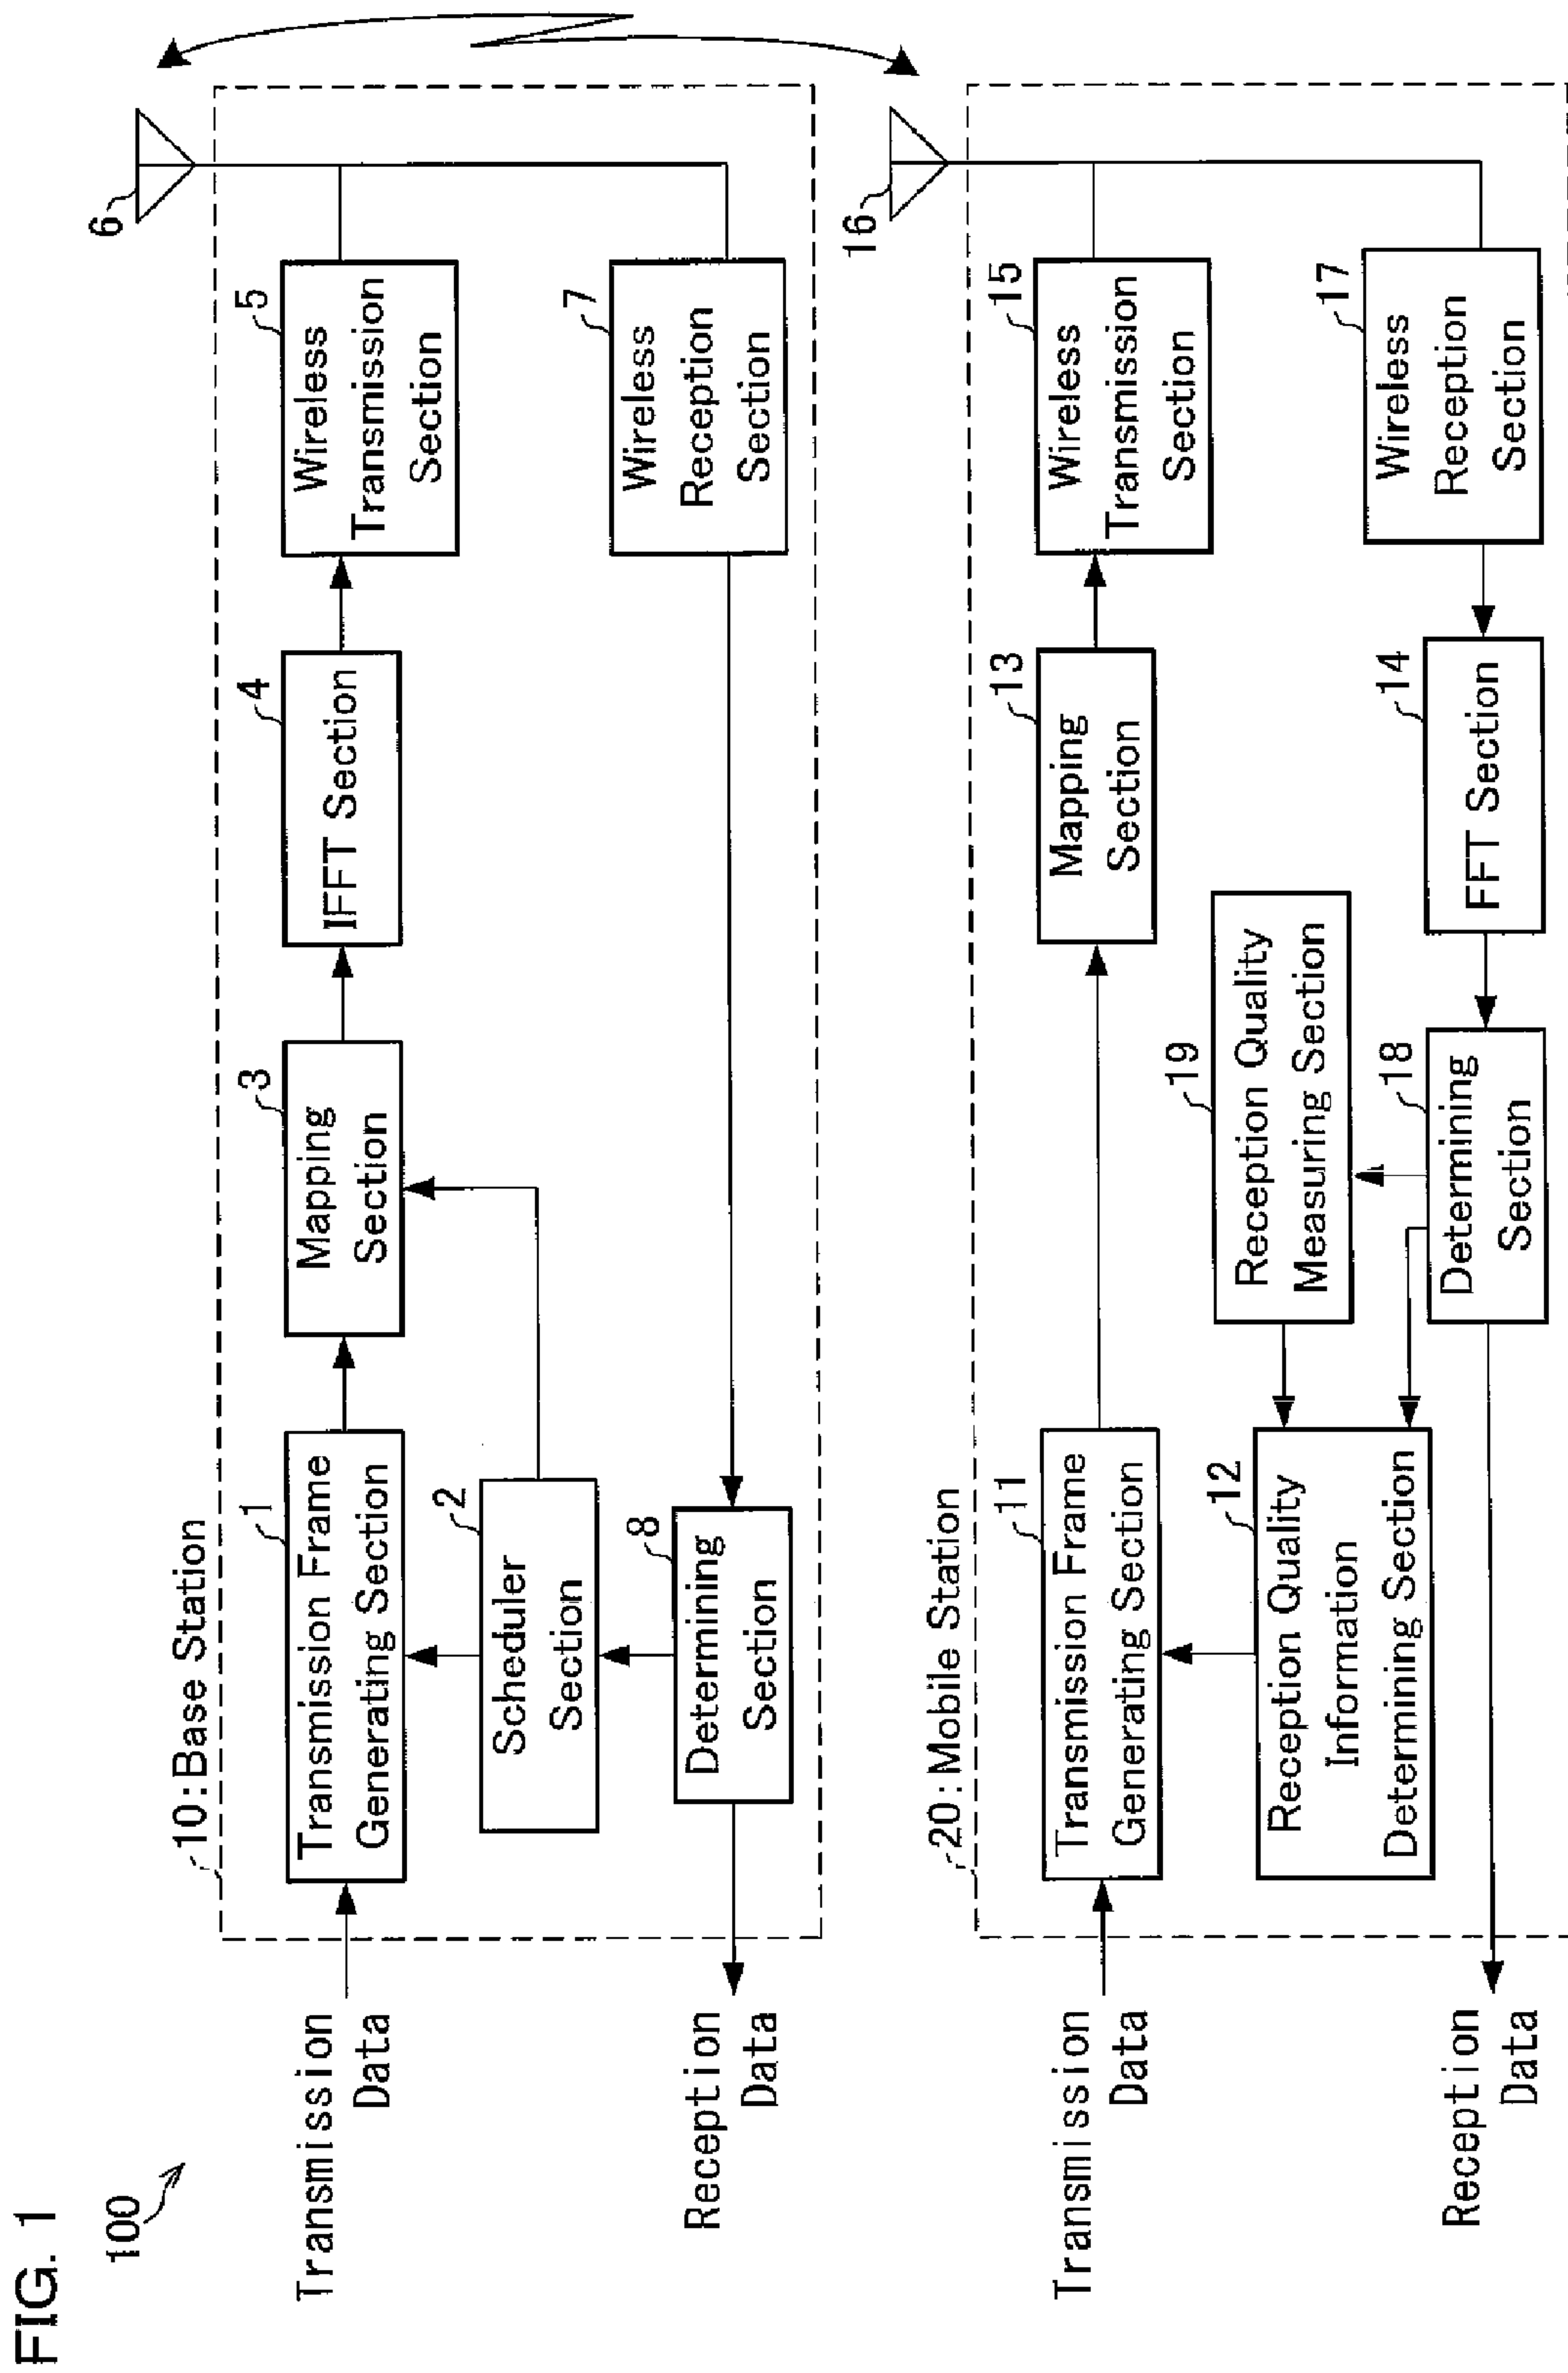 FIG. 1
100
10:Base Station
Transmission
Data
1
Transmission Frame
Generating Section
3
Mapping
Section
4
IFFT Section
5
Wireless
Transmission
Section
6
2
Scheduler
Section
Reception
Data
8
Determining
Section
7
Wireless
Reception
Section
20:Mobile Station
Transmission
Data
11
Transmission Frame
Generating Section
13
Mapping
Section
15
Wireless
Transmission
Section
16
12
Reception Quality
Information
Determining Section
19
Reception Quality
Measuring Section
Reception
Data
18
Determining
Section
14
FFT Section
17
Wireless
Reception
Section